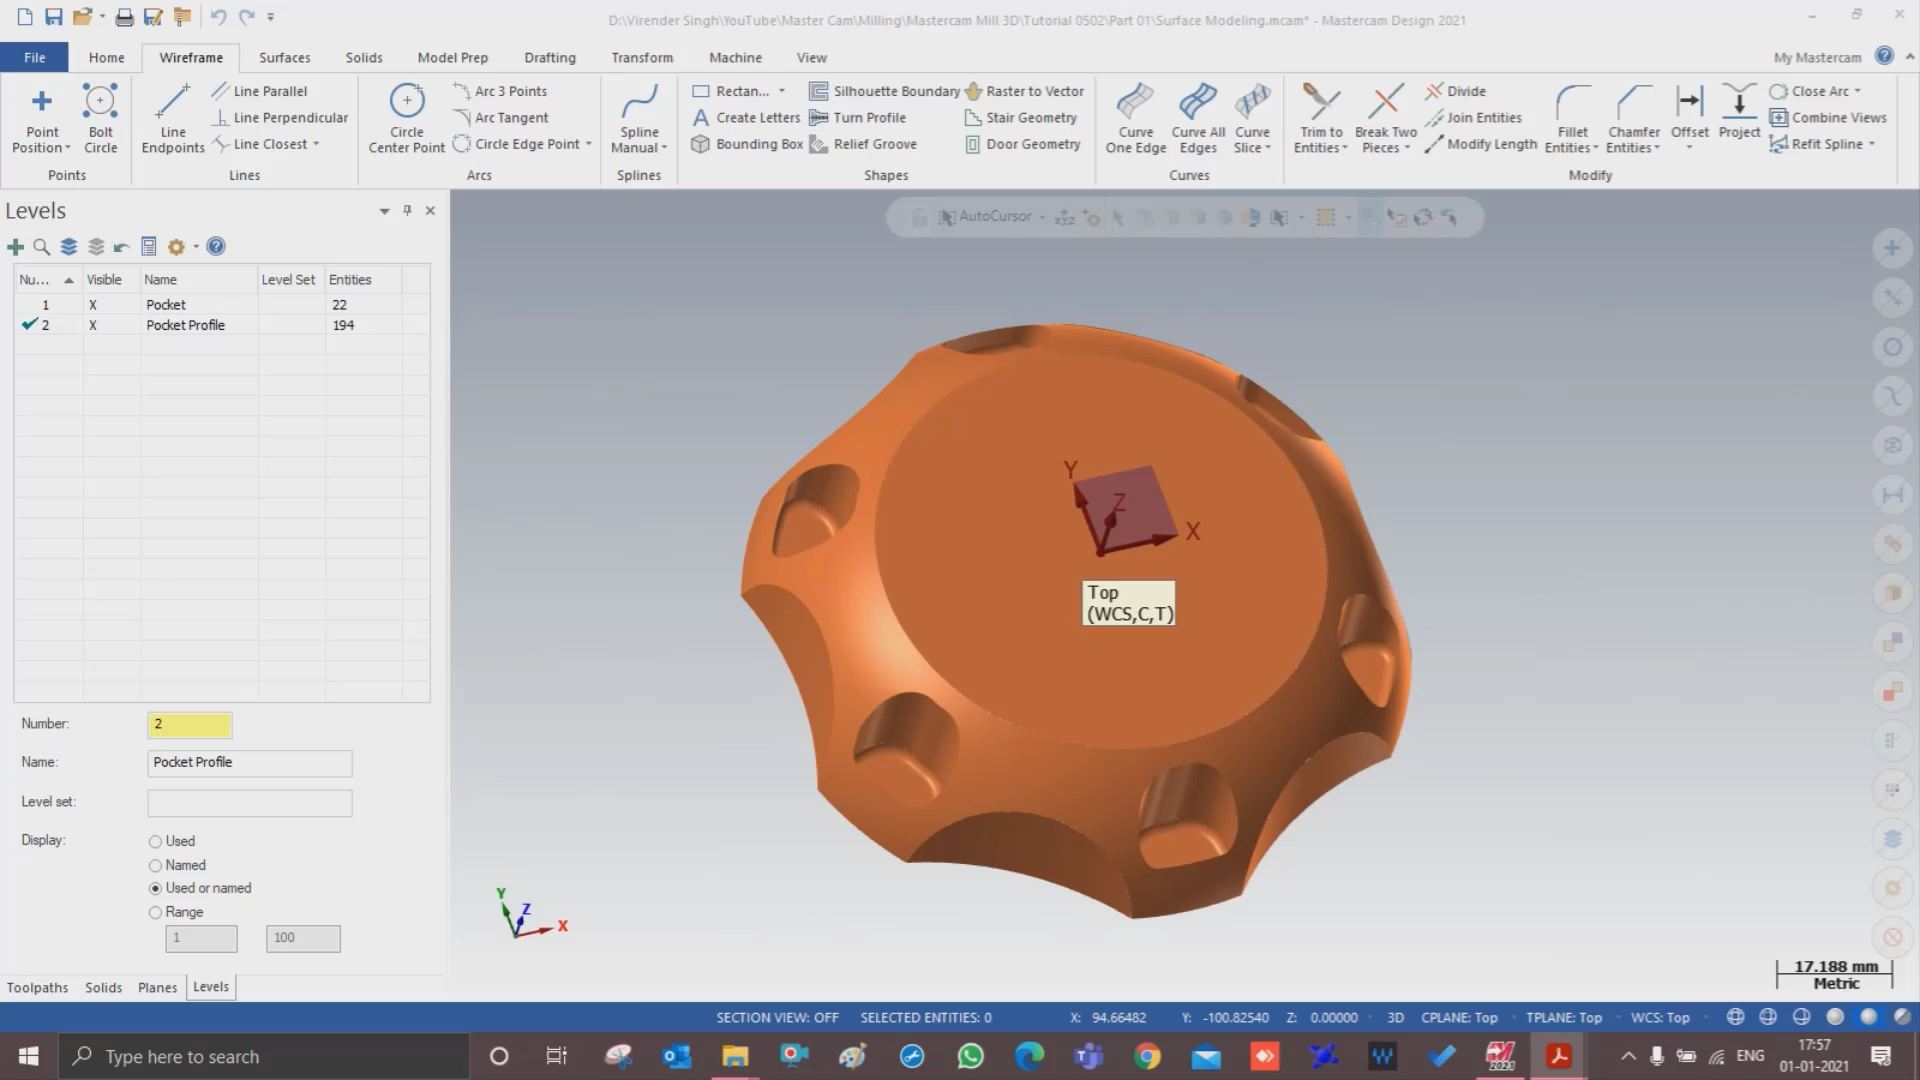 D:\Virender Singh\YouTube\Master Cam\Milling\Mastercam Mill 3D\Tutorial 0502\Part 01\Surface Modeling.mcam* - Mastercam Design 2021
File Home Wireframe Surfaces Solids Model Prep Drafting Transform Machine View My Mastercam
Point Position
Bolt Circle
Points
Line Endpoints
Line Parallel
Line Perpendicular
Line Closest
Lines
Circle Center Point
Arc 3 Points
Arc Tangent
Circle Edge Point
Arcs
Spline Manual
Splines
Rectan...
Create Letters
Bounding Box
Silhouette Boundary
Turn Profile
Relief Groove
Raster to Vector
Stair Geometry
Door Geometry
Shapes
Curve One Edge
Curve All Edges
Curve Slice
Curves
Trim to Entities
Break Two Pieces
Divide
Join Entities
Modify Length
Fillet Entities
Chamfer Entities
Offset
Project
Close Arc
Combine Views
Refit Spline
Modify
Levels
AutoCursor
Nu... Visible Name Level Set Entities
1 X Pocket 22
2 X Pocket Profile 194
Number: 2
Name: Pocket Profile
Level set:
Display:
Used
Named
Used or named
Range
1 100
Toolpaths Solids Planes Levels
Y
Z
X
Top
(WCS,C,T)
Y
Z
X
17.188 mm
Metric
SECTION VIEW: OFF SELECTED ENTITIES: 0 X: 94.66482 Y: -100.82540 Z: 0.00000 3D CPLANE: Top TPLANE: Top WCS: Top
Type here to search
2021
ENG
17:57
01-01-2021